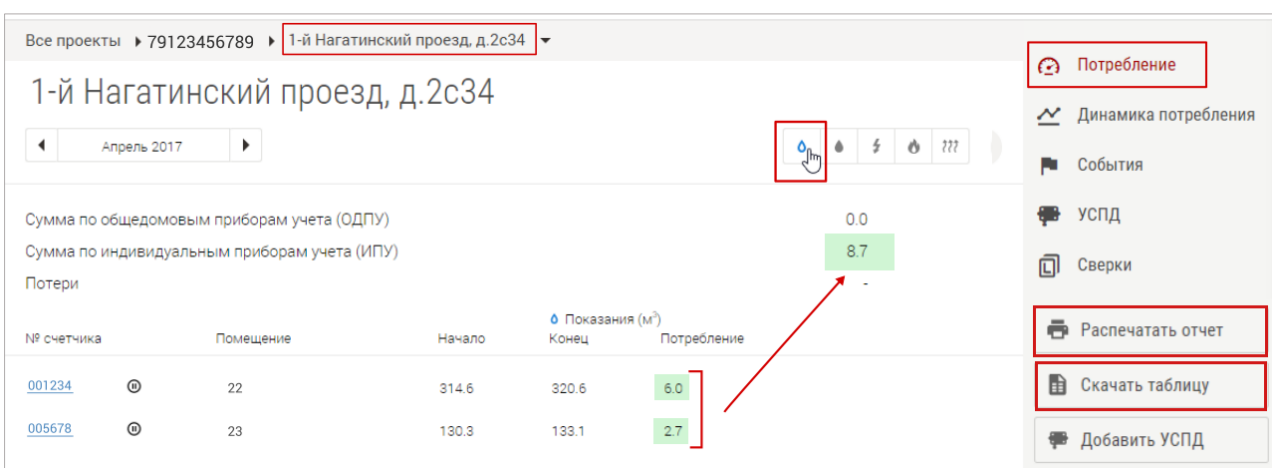 Все проекты 79123456789 1-й Нагатинский проезд, д.2с34
1-й Нагатинский проезд, д.2с34
Апрель 2017
Сумма по общедомовым приборам учета (ОДПУ) 0.0
Сумма по индивидуальным приборам учета (ИПУ) 8.7
Потери -
Показания (м³)
№ счетчика Помещение Начало Конец Потребление
001234 22 314.6 320.6 6.0
005678 23 130.3 133.1 2.7
Потребление
Динамика потребления
События
УСПД
Сверки
Распечатать отчет
Скачать таблицу
Добавить УСПД